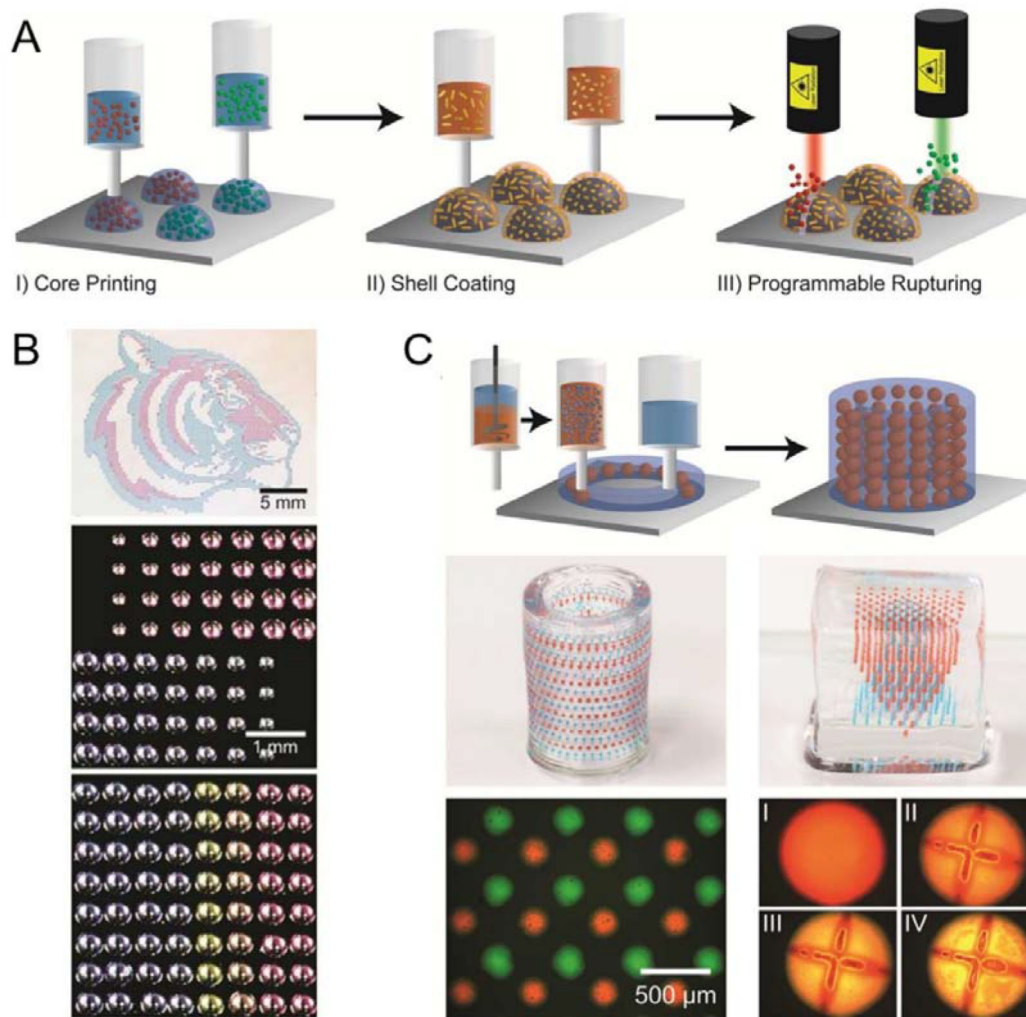 A
I) Core Printing
II) Shell Coating
III) Programmable Rupturing
B
5 mm
1 mm
C
500 µm
I
II
III
IV